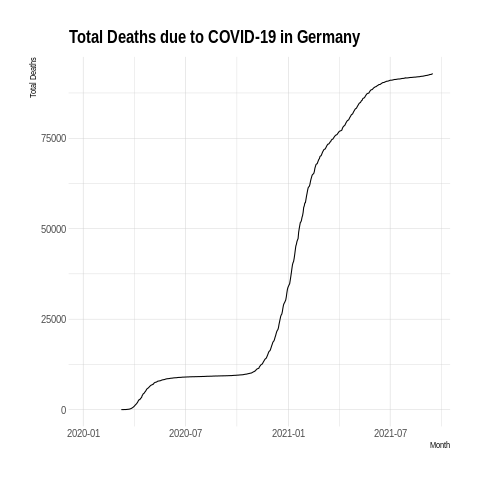 Total Deaths due to COVID-19 in Germany
Total Deaths
75000
50000
25000
0
2020-01 2020-07 2021-01 2021-07
Month